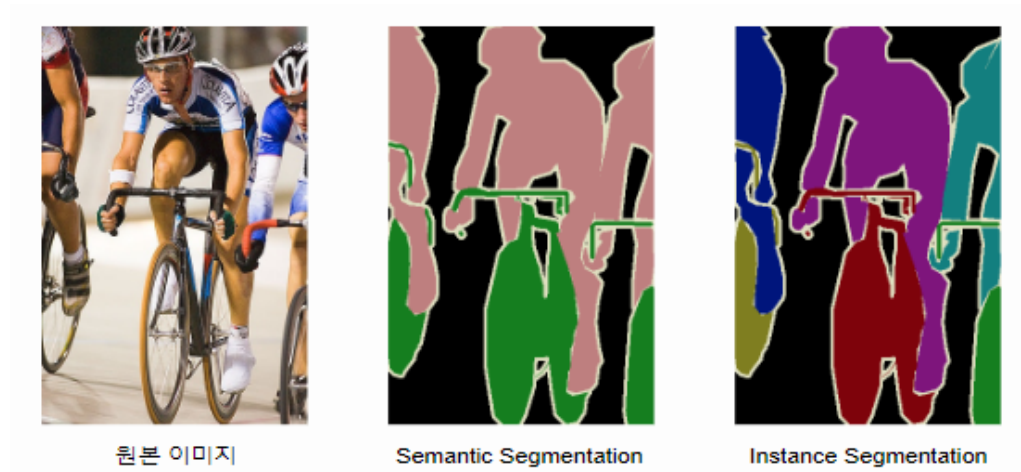 원본 이미지
Semantic Segmentation
Instance Segmentation